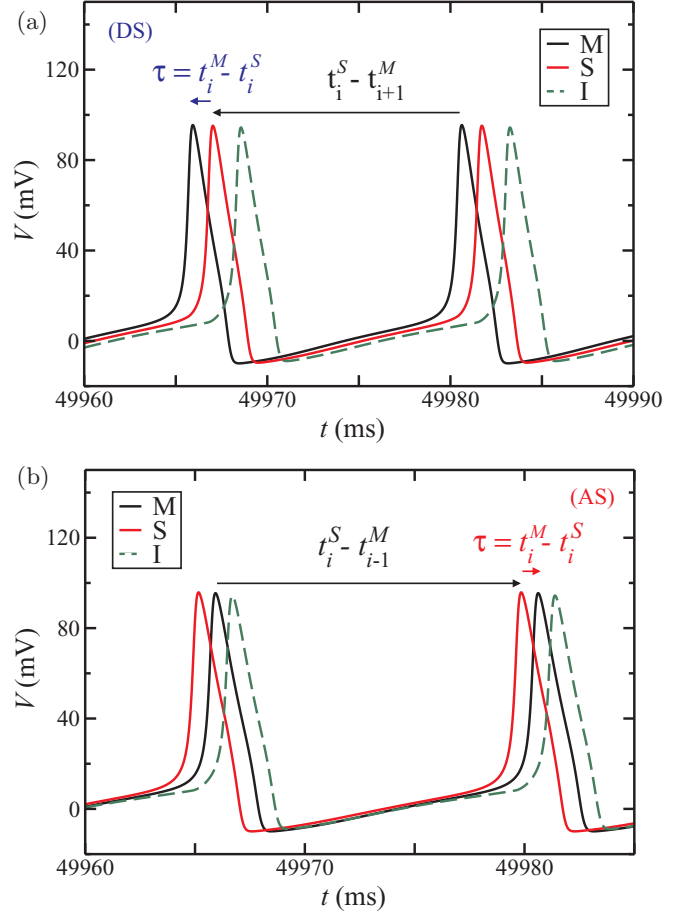 (a)
(DS)
τ = t_i^M - t_i^S
t_i^S - t_{i+1}^M
M
S
I
120
80
40
0
V (mV)
49960
49970
49980
49990
t (ms)
(b)
M
S
I
(AS)
t_i^S - t_{i-1}^M
τ = t_i^M - t_i^S
120
80
40
0
V (mV)
49960
49970
49980
t (ms)